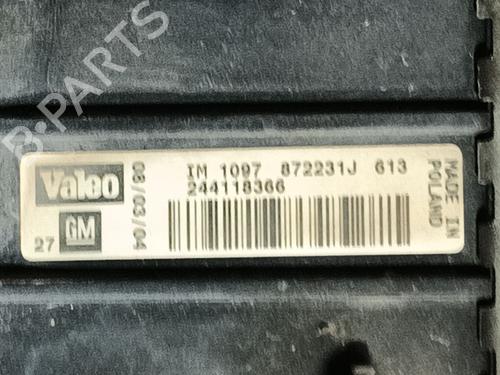 B-PARTS
Valeo
08/03/04
IM 1097 872231J 613
244118366
MADE IN
POLAND
27
GM